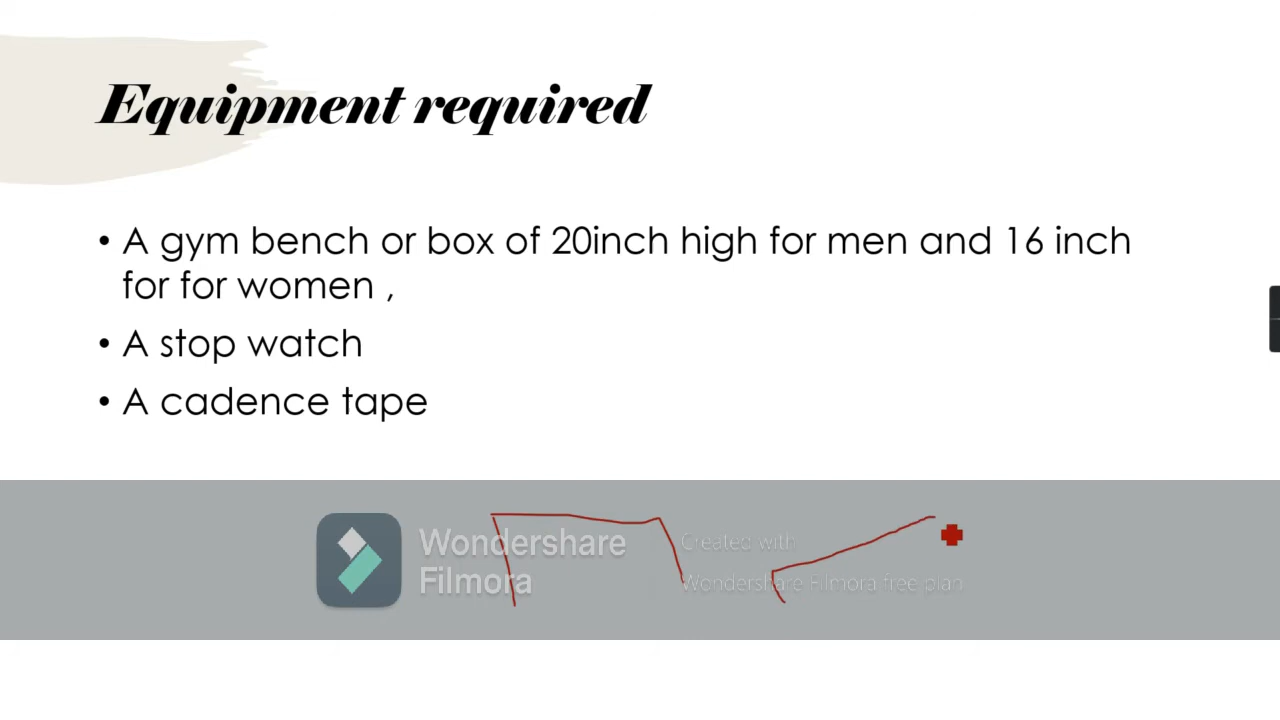 Equipment required
• A gym bench or box of 20inch high for men and 16 inch
for for women ,
• A stop watch
• A cadence tape
Wondershare
Filmora
Created with
Wondershare Filmora free plan